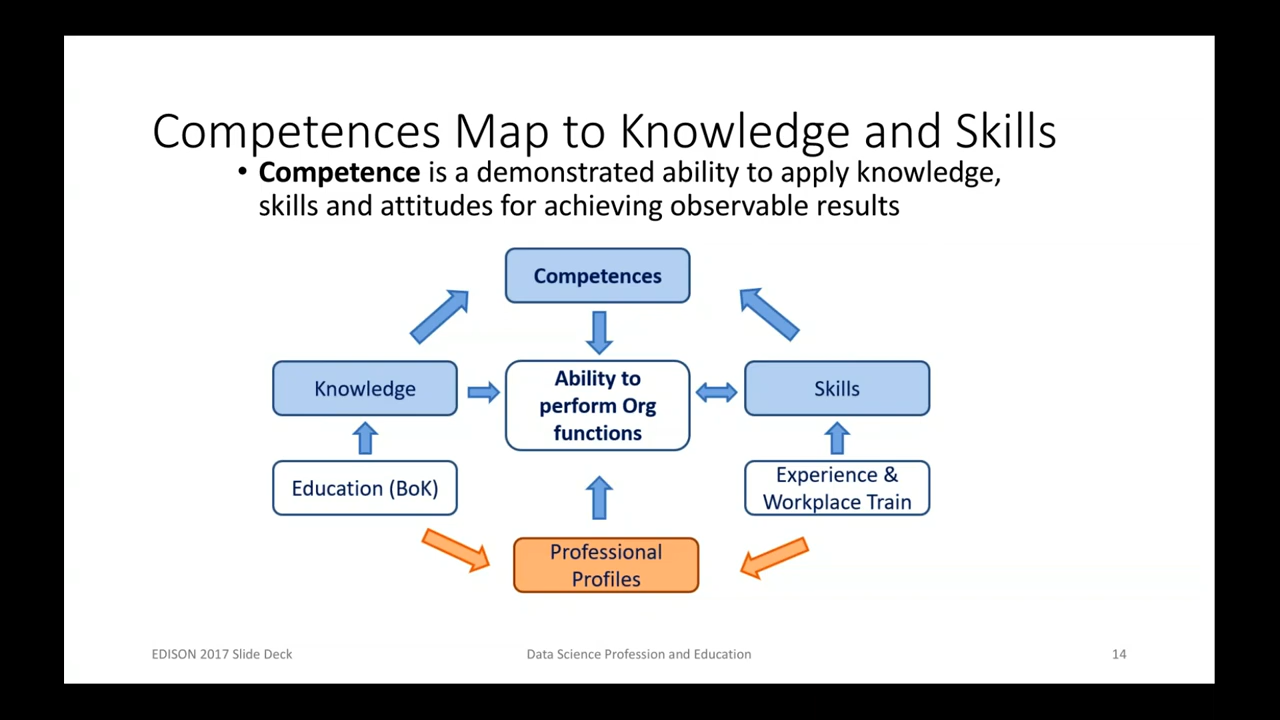 Competences Map to Knowledge and Skills
• Competence is a demonstrated ability to apply knowledge,
skills and attitudes for achieving observable results
Competences
Knowledge
Ability to
perform Org
functions
Skills
Education (BoK)
Experience &
Workplace Train
Professional
Profiles
EDISON 2017 Slide Deck
Data Science Profession and Education
14